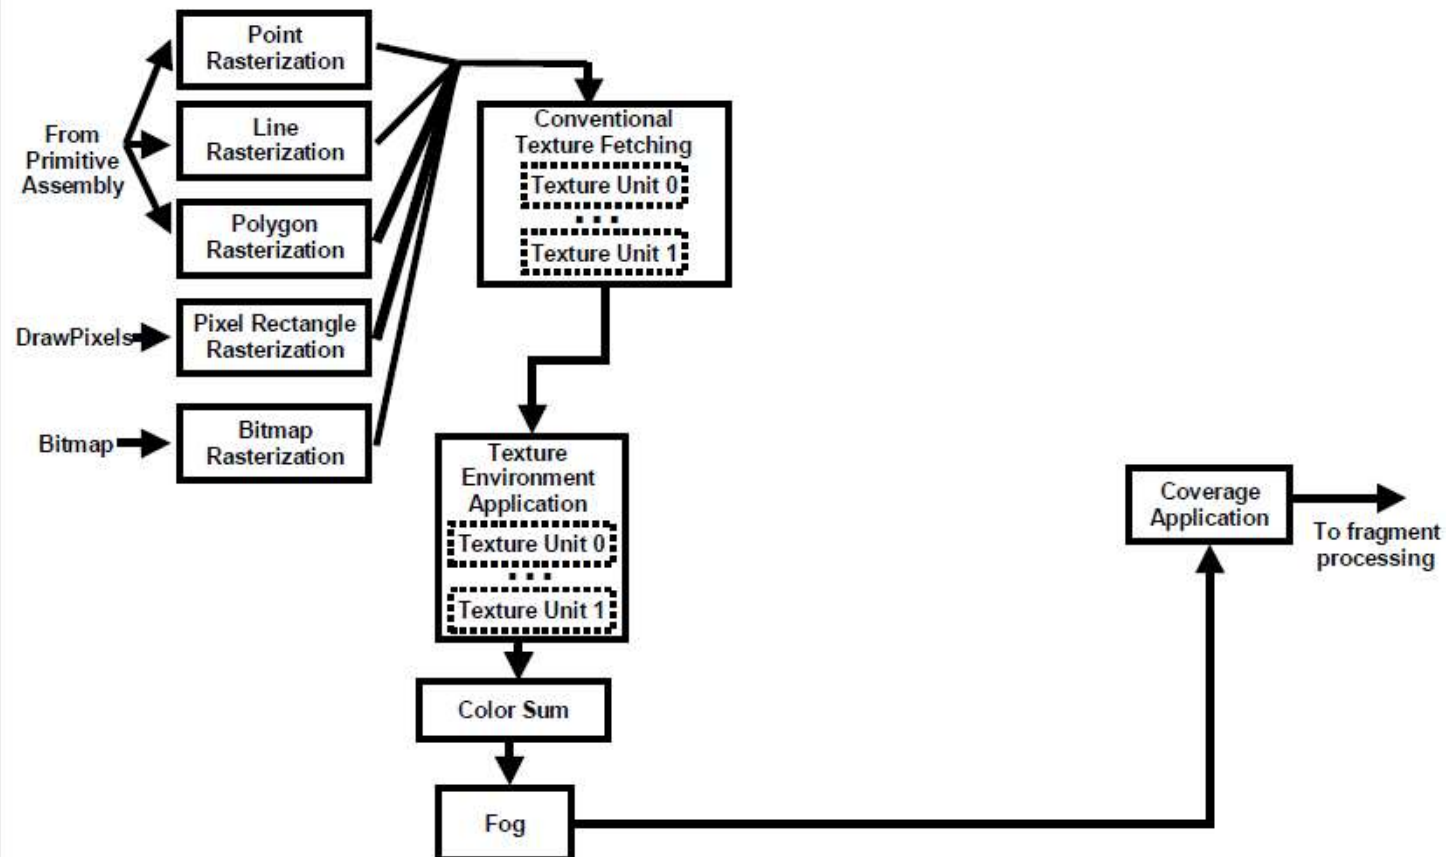 Point
Rasterization
From
Primitive
Assembly
Line
Rasterization
Polygon
Rasterization
DrawPixels
Pixel Rectangle
Rasterization
Bitmap
Bitmap
Rasterization
Conventional
Texture Fetching
Texture Unit 0
...
Texture Unit 1
Texture
Environment
Application
Texture Unit 0
...
Texture Unit 1
Color Sum
Fog
Coverage
Application
To fragment
processing